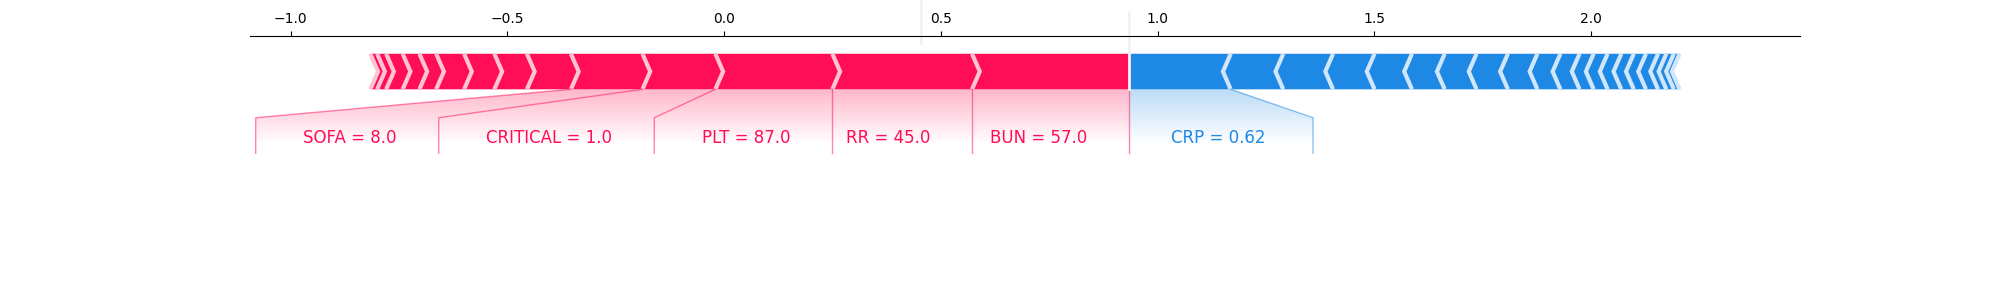 −1.0 −0.5 0.0 0.5 1.0 1.5 2.0
SOFA = 8.0 CRITICAL = 1.0 PLT = 87.0 RR = 45.0 BUN = 57.0 CRP = 0.62